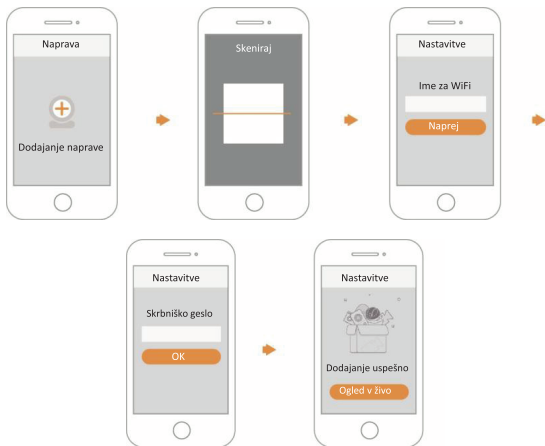 Naprava
Dodajanje naprave
Skeniraj
Nastavitve
Ime za WiFi
Naprej
Nastavitve
Skrbniško geslo
OK
Nastavitve
Dodajanje uspešno
Ogled v živo